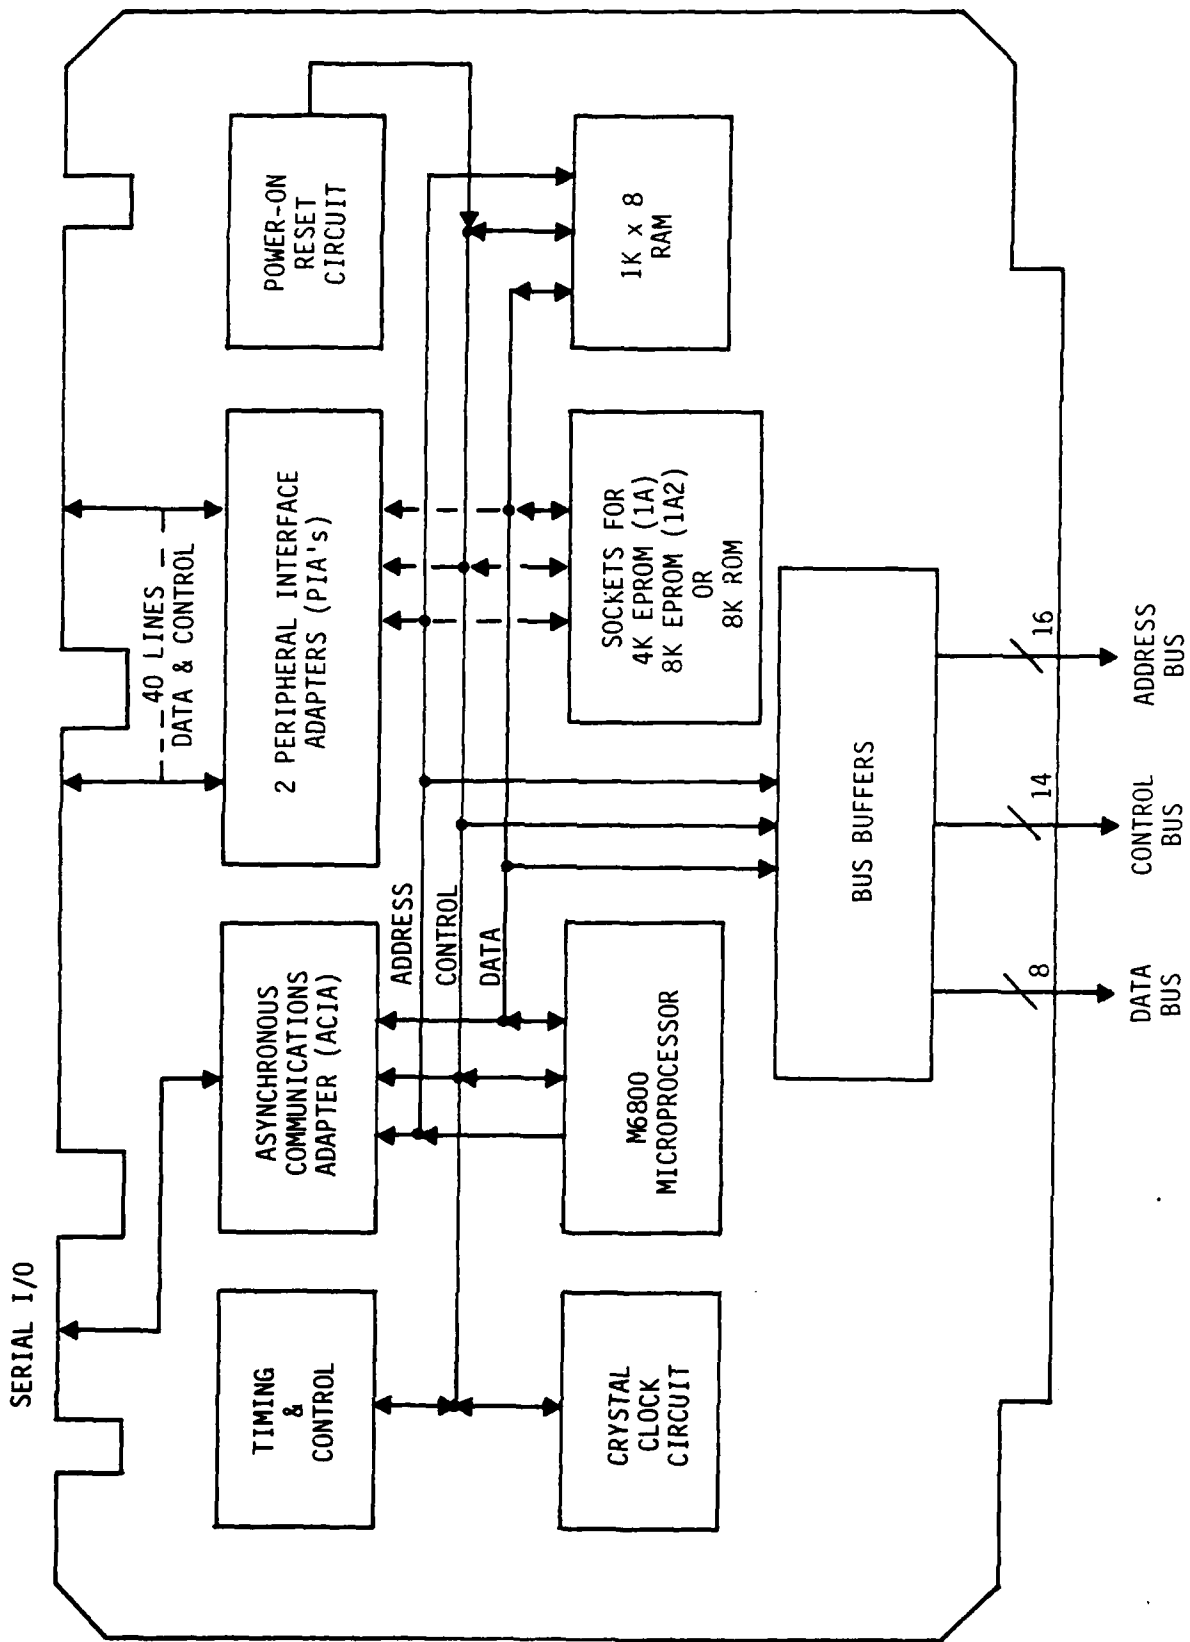 SERIAL I/O
40 LINES
DATA & CONTROL
TIMING
&
CONTROL
ASYNCHRONOUS
COMMUNICATIONS
ADAPTER (ACIA)
2 PERIPHERAL INTERFACE
ADAPTERS (PIA's)
POWER-ON
RESET
CIRCUIT
ADDRESS
CONTROL
DATA
CRYSTAL
CLOCK
CIRCUIT
M6800
MICROPROCESSOR
SOCKETS FOR
4K EPROM (1A)
8K EPROM (1A2)
OR
8K ROM
1K x 8
RAM
BUS BUFFERS
8
14
16
DATA
BUS
CONTROL
BUS
ADDRESS
BUS